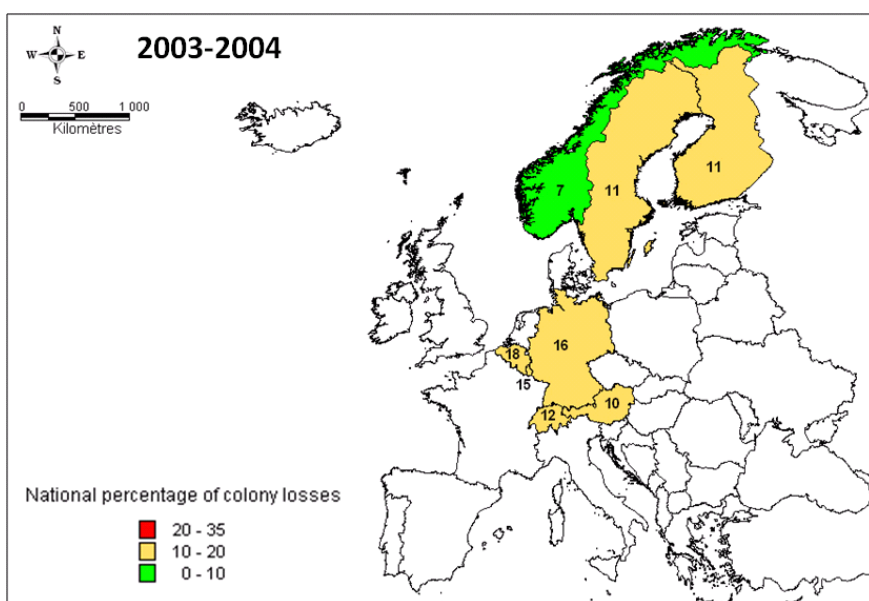 N
2003-2004
W E
S
0 500 1 000
Kilomètres
7
11
11
18
16
15
10
12
National percentage of colony losses
20 - 35
10 - 20
0 - 10